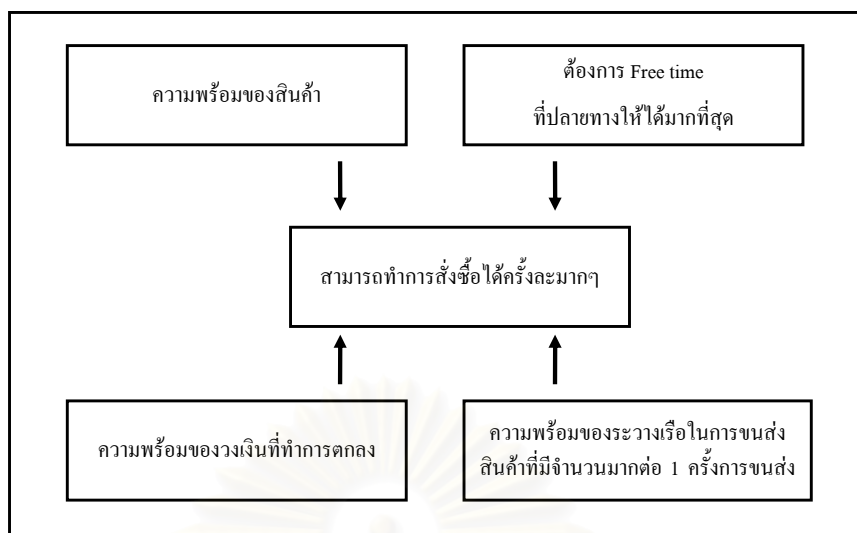 ความพร้อมของสินค้า
ต้องการ Free time
ที่ปลายทางให้ได้มากที่สุด
สามารถทำการสั่งซื้อได้ครั้งละมากๆ
ความพร้อมของวงเงินที่ทำการตกลง
ความพร้อมของระวางเรือในการขนส่ง
สินค้าที่มีจำนวนมากต่อ 1 ครั้งการขนส่ง